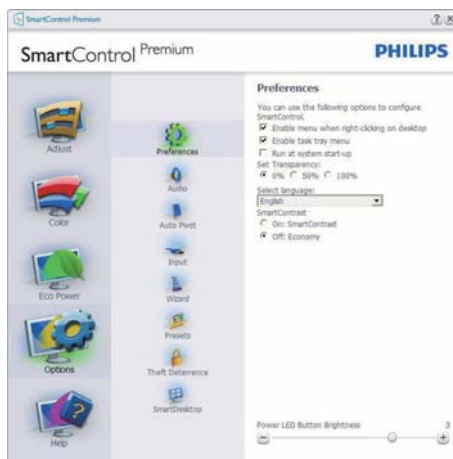 SmartControl Premium
? X
SmartControl Premium
PHILIPS
Adjust
Color
Eco Power
Options
Help
Preferences
Audio
Auto Pivot
Input
Wizard
Presets
Theft Deterrence
SmartDesktop
Preferences
You can use the following options to configure
SmartControl.
Enable menu when right-clicking on desktop
Enable task tray menu
Run at system start-up
Set Transparency:
0% 50% 100%
Select language:
English
SmartContrast
On: SmartContrast
Off: Economy
Power LED Button Brightness 3